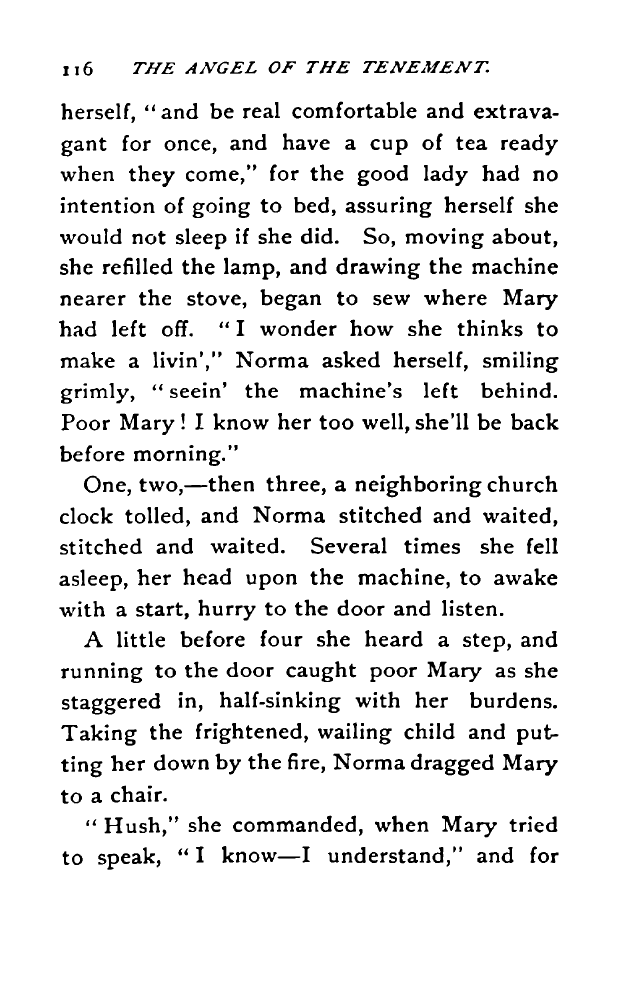 116 THE ANGEL OF THE TENEMENT.
herself, “and be real comfortable and extrava-
gant for once, and have a cup of tea ready
when they come,” for the good lady had no
intention of going to bed, assuring herself she
would not sleep if she did. So, moving about,
she refilled the lamp, and drawing the machine
nearer the stove, began to sew where Mary
had left off. “I wonder how she thinks to
make a livin’,” Norma asked herself, smiling
grimly, “seein’ the machine’s left behind.
Poor Mary! I know her too well, she’ll be back
before morning.”
One, two,—then three, a neighboring church
clock tolled, and Norma stitched and waited,
stitched and waited. Several times she fell
asleep, her head upon the machine, to awake
with a start, hurry to the door and listen.
A little before four she heard a step, and
running to the door caught poor Mary as she
staggered in, half-sinking with her burdens.
Taking the frightened, wailing child and put-
ting her down by the fire, Norma dragged Mary
to a chair.
“Hush,” she commanded, when Mary tried
to speak, “I know—I understand,” and for